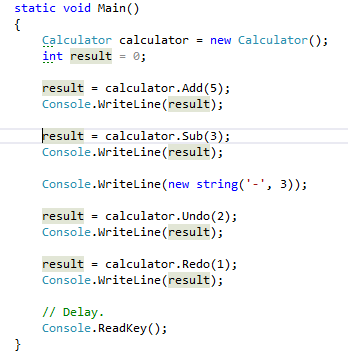 static void Main()
{
    Calculator calculator = new Calculator();
    int result = 0;

    result = calculator.Add(5);
    Console.WriteLine(result);

    result = calculator.Sub(3);
    Console.WriteLine(result);

    Console.WriteLine(new string('-', 3));

    result = calculator.Undo(2);
    Console.WriteLine(result);

    result = calculator.Redo(1);
    Console.WriteLine(result);

    // Delay.
    Console.ReadKey();
}